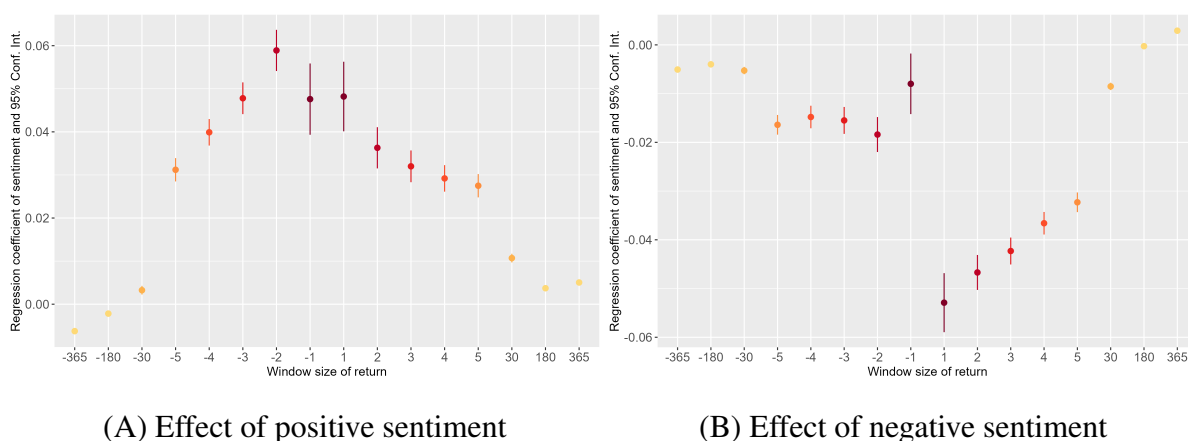 Regression coefficient of sentiment and 95% Conf. Int.
0.06
0.04
0.02
0.00
-365 -180 -30 -5 -4 -3 -2 -1 1 2 3 4 5 30 180 365
Window size of return
(A) Effect of positive sentiment
Regression coefficient of sentiment and 95% Conf. Int.
0.00
-0.02
-0.04
-0.06
-365 -180 -30 -5 -4 -3 -2 -1 1 2 3 4 5 30 180 365
Window size of return
(B) Effect of negative sentiment